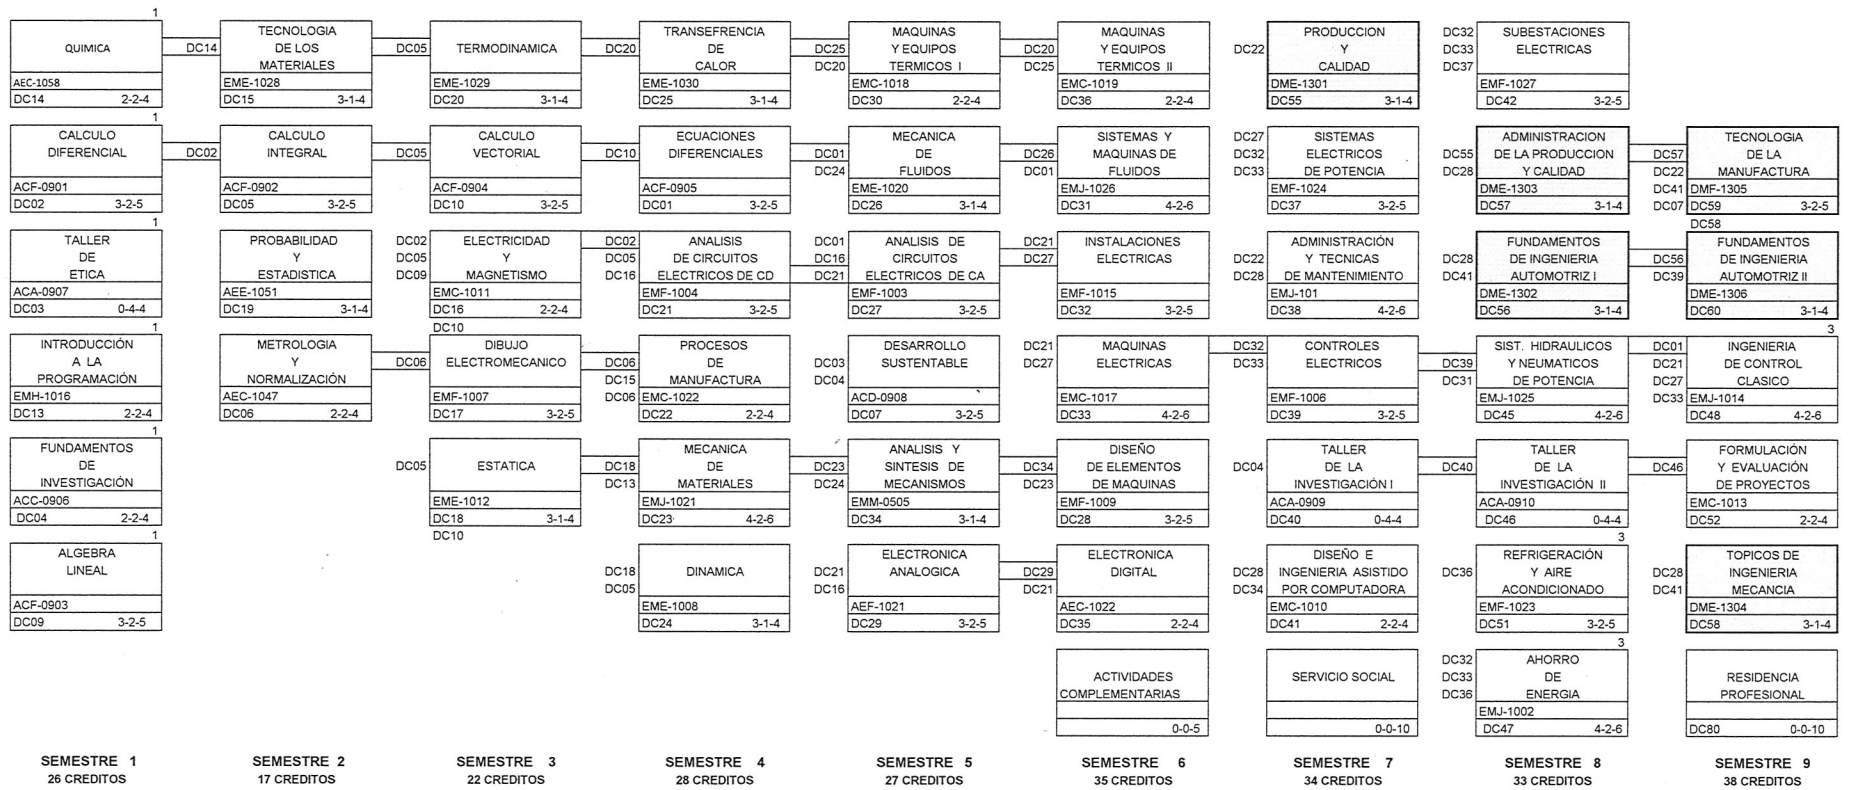 1
QUIMICA
AEC-1058
DC14 2-2-4
DC14
TECNOLOGIA
DE LOS
MATERIALES
EME-1028
DC15 3-1-4
DC05
TERMODINAMICA
EME-1029
DC20 3-1-4
DC20
TRANSEFRENCIA
DE
CALOR
EME-1030
DC25 3-1-4
DC25
DC20
MAQUINAS
Y EQUIPOS
TERMICOS I
EMC-1018
DC30 2-2-4
DC20
DC25
MAQUINAS
Y EQUIPOS
TERMICOS II
EMC-1019
DC36 2-2-4
DC22
PRODUCCION
Y
CALIDAD
DME-1301
DC55 3-1-4
DC32
DC33
DC37
SUBESTACIONES
ELECTRICAS
EMF-1027
DC42 3-2-5
1
CALCULO
DIFERENCIAL
ACF-0901
DC02 3-2-5
DC02
CALCULO
INTEGRAL
ACF-0902
DC05 3-2-5
DC05
CALCULO
VECTORIAL
ACF-0904
DC10 3-2-5
DC10
ECUACIONES
DIFERENCIALES
ACF-0905
DC01 3-2-5
DC01
DC24
MECANICA
DE
FLUIDOS
EME-1020
DC26 3-1-4
DC26
DC01
SISTEMAS Y
MAQUINAS DE
FLUIDOS
EMJ-1026
DC31 4-2-6
DC27
DC32
DC33
SISTEMAS
ELECTRICOS
DE POTENCIA
EMF-1024
DC37 3-2-5
DC55
DC28
ADMINISTRACION
DE LA PRODUCCION
Y CALIDAD
DME-1303
DC57 3-1-4
DC57
DC22
DC41
DC07
TECNOLOGIA
DE LA
MANUFACTURA
DMF-1305
DC59 3-2-5
DC58
1
TALLER
DE
ETICA
ACA-0907
DC03 0-4-4
PROBABILIDAD
Y
ESTADISTICA
AEE-1051
DC19 3-1-4
DC02
DC05
DC09
ELECTRICIDAD
Y
MAGNETISMO
EMC-1011
DC16 2-2-4
DC10
DC02
DC05
DC16
ANALISIS
DE CIRCUITOS
ELECTRICOS DE CD
EMF-1004
DC21 3-2-5
DC01
DC16
DC21
ANALISIS DE
CIRCUITOS
ELECTRICOS DE CA
EMF-1003
DC27 3-2-5
DC21
DC27
INSTALACIONES
ELECTRICAS
EMF-1015
DC32 3-2-5
DC22
DC28
ADMINISTRACIÓN
Y TECNICAS
DE MANTENIMIENTO
EMJ-101
DC38 4-2-6
DC28
DC41
FUNDAMENTOS
DE INGENIERIA
AUTOMOTRIZ I
DME-1302
DC56 3-1-4
DC56
DC39
FUNDAMENTOS
DE INGENIERIA
AUTOMOTRIZ II
DME-1306
DC60 3-1-4
1
INTRODUCCIÓN
A LA
PROGRAMACIÓN
EMH-1016
DC13 2-2-4
METROLOGIA
Y
NORMALIZACIÓN
AEC-1047
DC06 2-2-4
DC06
DIBUJO
ELECTROMECANICO
EMF-1007
DC17 3-2-5
DC06
DC15
DC06
PROCESOS
DE
MANUFACTURA
EMC-1022
DC22 2-2-4
DC03
DC04
DESARROLLO
SUSTENTABLE
ACD-0908
DC07 3-2-5
DC21
DC27
MAQUINAS
ELECTRICAS
EMC-1017
DC33 4-2-6
DC32
DC33
CONTROLES
ELECTRICOS
EMF-1006
DC39 3-2-5
DC39
DC31
SIST. HIDRAULICOS
Y NEUMATICOS
DE POTENCIA
EMJ-1025
DC45 4-2-6
3
DC01
DC21
DC27
DC33
INGENIERIA
DE CONTROL
CLASICO
EMJ-1014
DC48 4-2-6
1
FUNDAMENTOS
DE
INVESTIGACIÓN
ACC-0906
DC04 2-2-4
DC05
ESTATICA
EME-1012
DC18 3-1-4
DC10
DC18
DC13
MECANICA
DE
MATERIALES
EMJ-1021
DC23 4-2-6
DC23
DC24
ANALISIS Y
SINTESIS DE
MECANISMOS
EMM-0505
DC34 3-1-4
DC34
DC23
DISEÑO
DE ELEMENTOS
DE MAQUINAS
EMF-1009
DC28 3-2-5
DC04
TALLER
DE LA
INVESTIGACIÓN I
ACA-0909
DC40 0-4-4
DC40
TALLER
DE LA
INVESTIGACIÓN II
ACA-0910
DC46 0-4-4
DC46
FORMULACIÓN
Y EVALUACIÓN
DE PROYECTOS
EMC-1013
DC52 2-2-4
1
ALGEBRA
LINEAL
ACF-0903
DC09 3-2-5
DC18
DC05
DINAMICA
EME-1008
DC24 3-1-4
DC21
DC16
ELECTRONICA
ANALOGICA
AEF-1021
DC29 3-2-5
DC29
DC21
ELECTRONICA
DIGITAL
AEC-1022
DC35 2-2-4
DC28
DC34
DISEÑO E
INGENIERIA ASISTIDO
POR COMPUTADORA
EMC-1010
DC41 2-2-4
3
DC36
REFRIGERACIÓN
Y AIRE
ACONDICIONADO
EMF-1023
DC51 3-2-5
DC28
DC41
TOPICOS DE
INGENIERIA
MECANCIA
DME-1304
DC58 3-1-4
ACTIVIDADES
COMPLEMENTARIAS
0-0-5
SERVICIO SOCIAL
0-0-10
3
DC32
DC33
DC36
AHORRO
DE
ENERGIA
EMJ-1002
DC47 4-2-6
RESIDENCIA
PROFESIONAL
DC80 0-0-10
SEMESTRE 1
26 CREDITOS
SEMESTRE 2
17 CREDITOS
SEMESTRE 3
22 CREDITOS
SEMESTRE 4
28 CREDITOS
SEMESTRE 5
27 CREDITOS
SEMESTRE 6
35 CREDITOS
SEMESTRE 7
34 CREDITOS
SEMESTRE 8
33 CREDITOS
SEMESTRE 9
38 CREDITOS